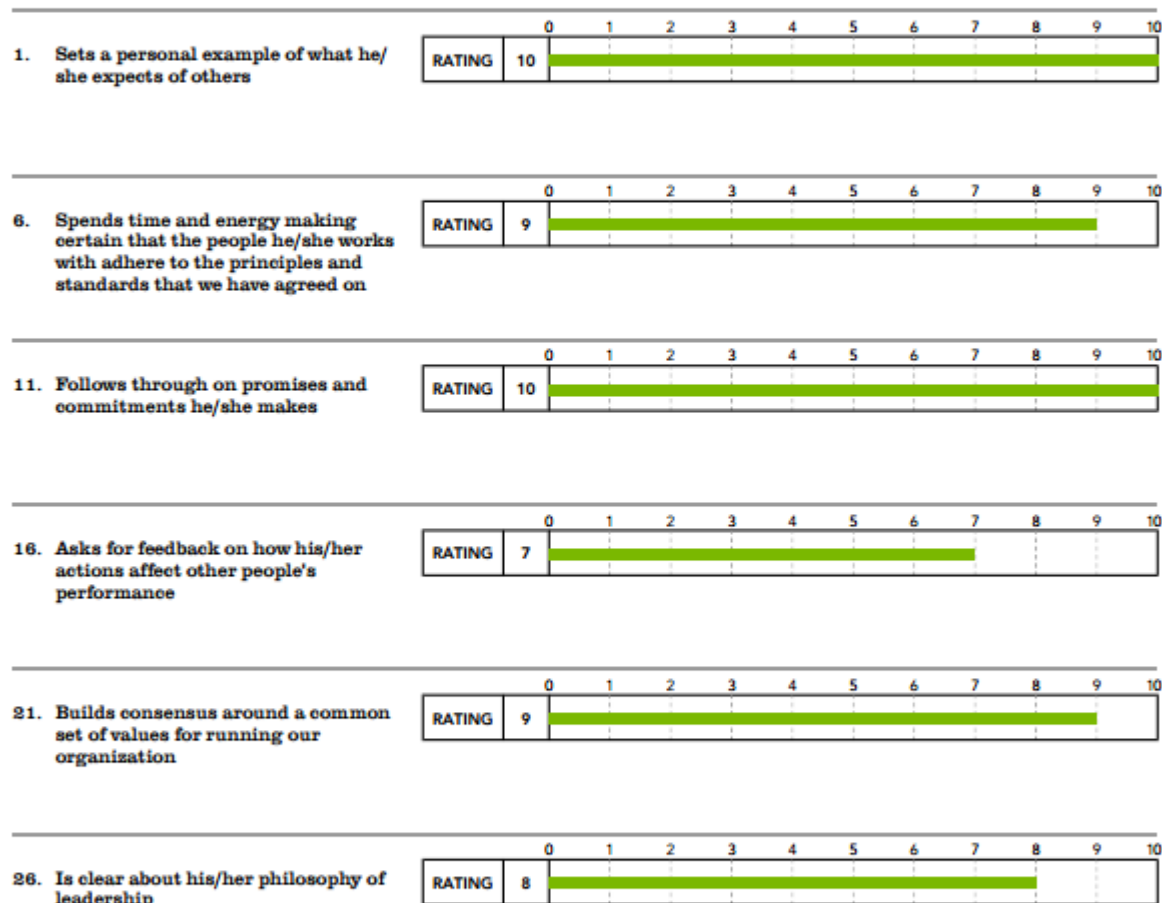 0 1 2 3 4 5 6 7 8 9 10
1. Sets a personal example of what he/
she expects of others
RATING 10
0 1 2 3 4 5 6 7 8 9 10
6. Spends time and energy making
certain that the people he/she works
with adhere to the principles and
standards that we have agreed on
RATING 9
0 1 2 3 4 5 6 7 8 9 10
11. Follows through on promises and
commitments he/she makes
RATING 10
0 1 2 3 4 5 6 7 8 9 10
16. Asks for feedback on how his/her
actions affect other people's
performance
RATING 7
0 1 2 3 4 5 6 7 8 9 10
21. Builds consensus around a common
set of values for running our
organization
RATING 9
0 1 2 3 4 5 6 7 8 9 10
26. Is clear about his/her philosophy of
leadership
RATING 8